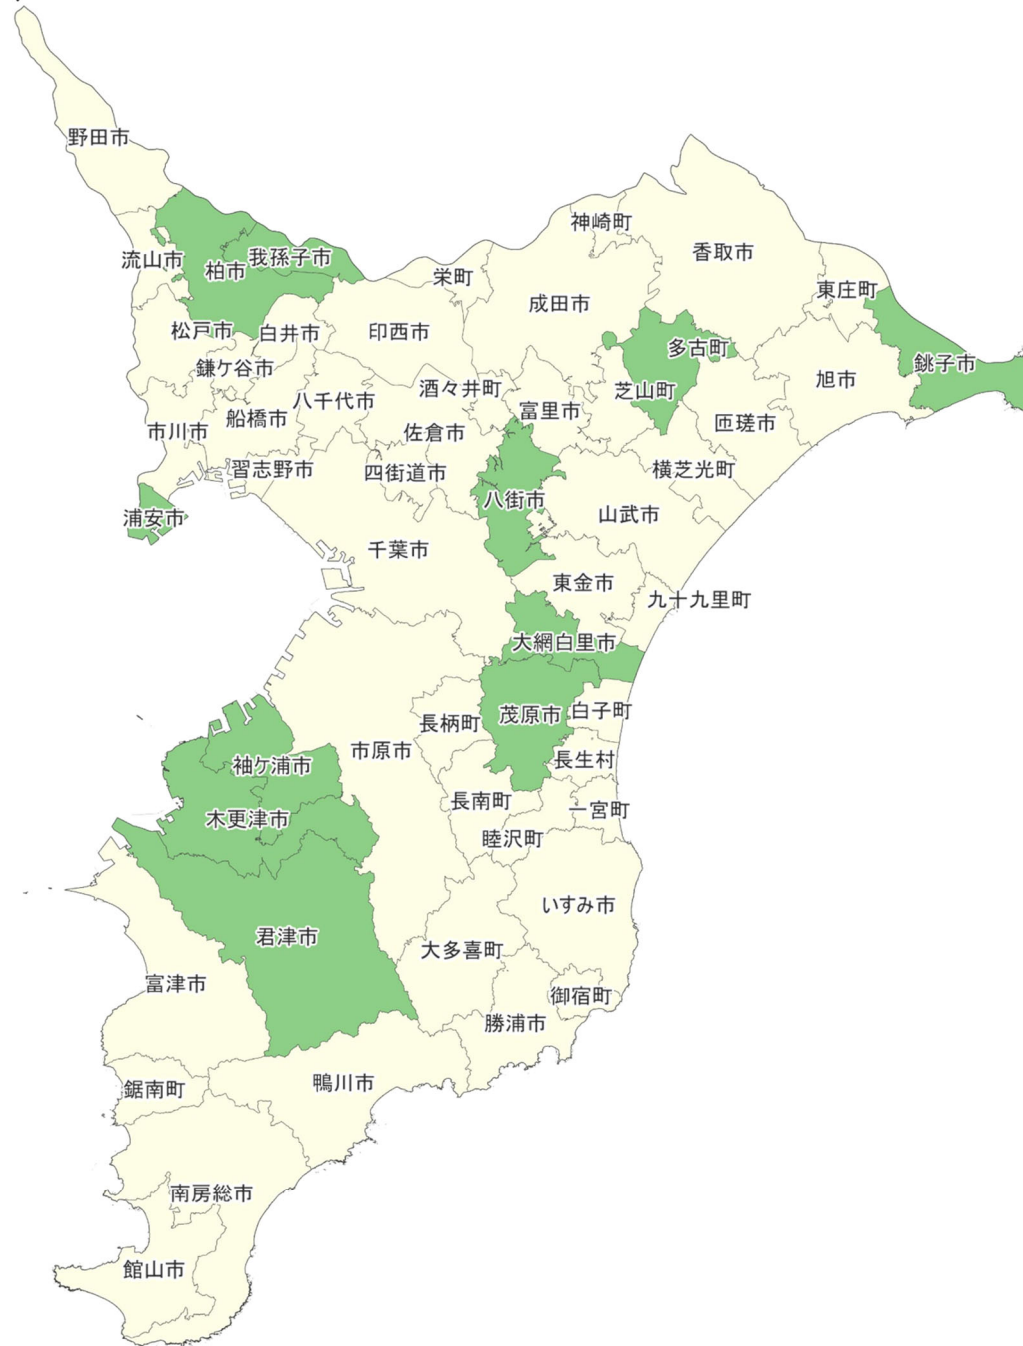 野田市
神崎町
香取市
流山市
柏市
我孫子市
栄町
成田市
東庄町
松戸市
白井市
印西市
多古町
銚子市
鎌ケ谷市
八千代市
酒々井町
芝山町
旭市
船橋市
富里市
市川市
佐倉市
匝瑳市
習志野市
四街道市
横芝光町
浦安市
八街市
山武市
千葉市
東金市
九十九里町
大網白里市
長柄町
茂原市
白子町
市原市
袖ケ浦市
長生村
木更津市
長南町
一宮町
睦沢町
いすみ市
君津市
大多喜町
富津市
御宿町
勝浦市
鋸南町
鴨川市
南房総市
館山市